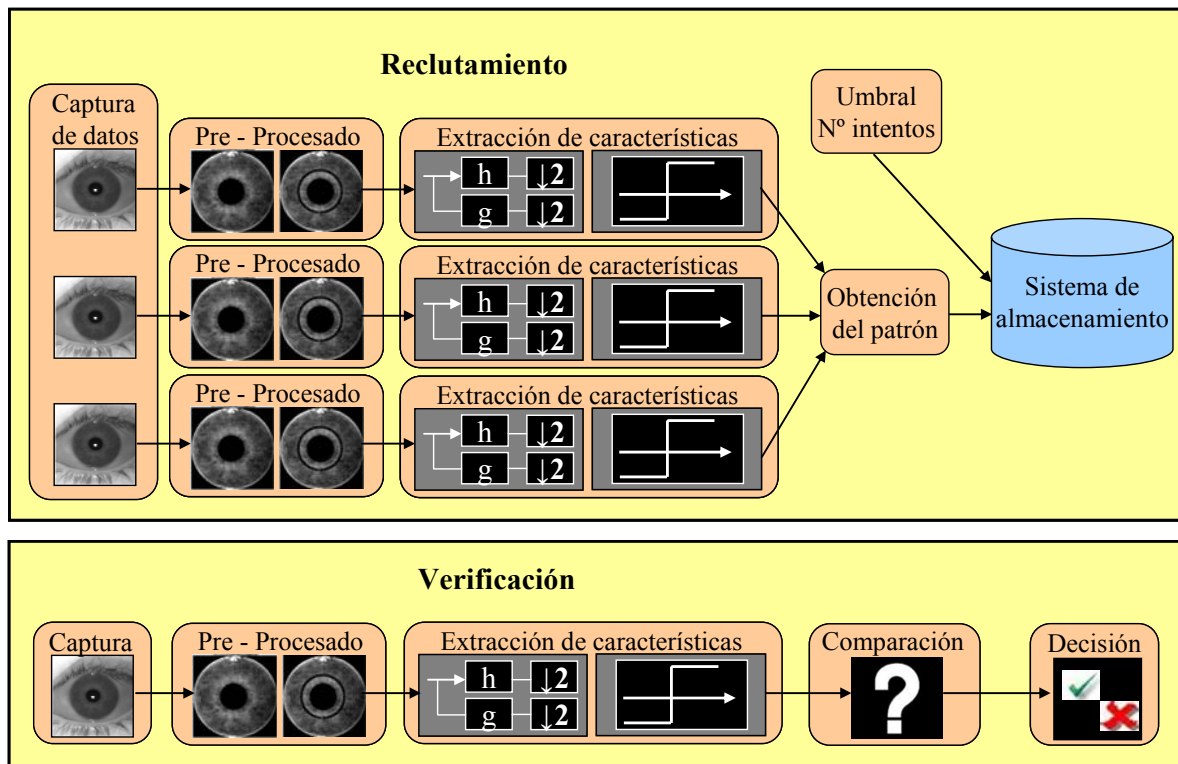 Reclutamiento
Captura
de datos
Umbral
Nº intentos
Pre - Procesado
Extracción de características
h
↓2
g
↓2
Pre - Procesado
Extracción de características
h
↓2
g
↓2
Obtención
del patrón
Sistema de
almacenamiento
Pre - Procesado
Extracción de características
h
↓2
g
↓2
Verificación
Captura
Pre - Procesado
Extracción de características
h
↓2
g
↓2
Comparación
?
Decisión